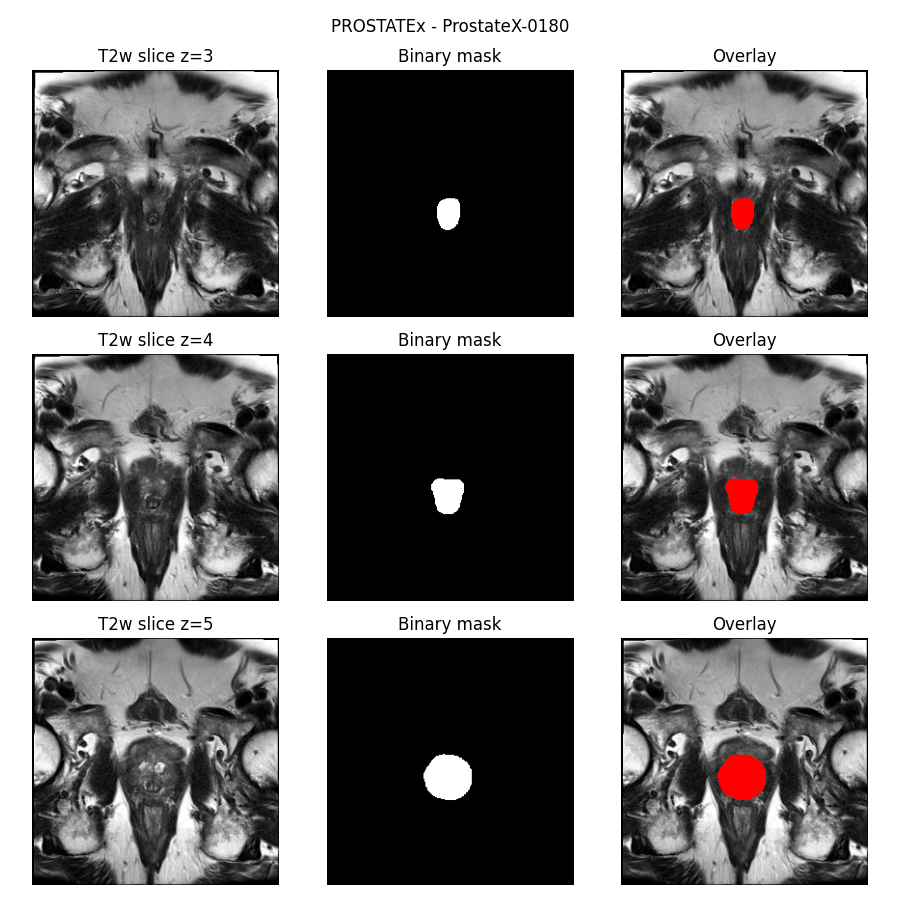 PROSTATEx - ProstateX-0180
T2w slice z=3 Binary mask Overlay
T2w slice z=4 Binary mask Overlay
T2w slice z=5 Binary mask Overlay